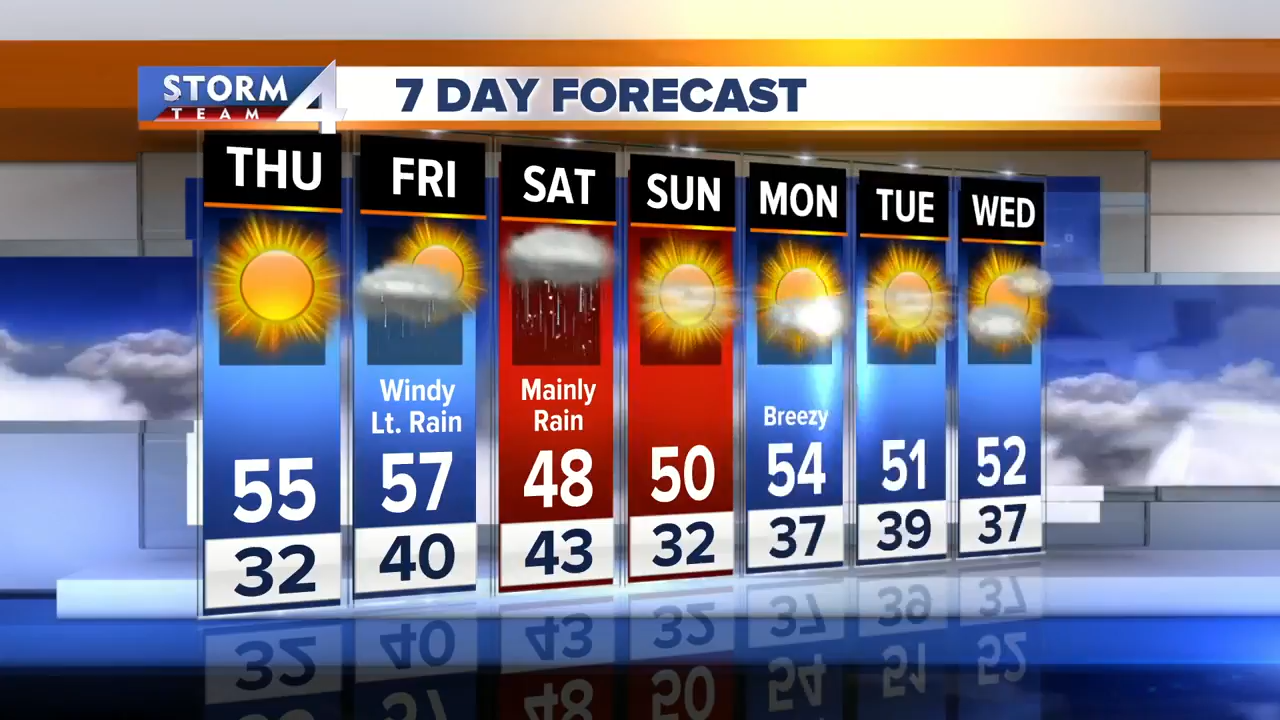 STORM
TEAM 4
7 DAY FORECAST
THU
FRI
SAT
SUN
MON
TUE
WED
Windy
Lt. Rain
Mainly
Rain
Breezy
55
57
48
50
54
51
52
32
40
43
32
37
39
37